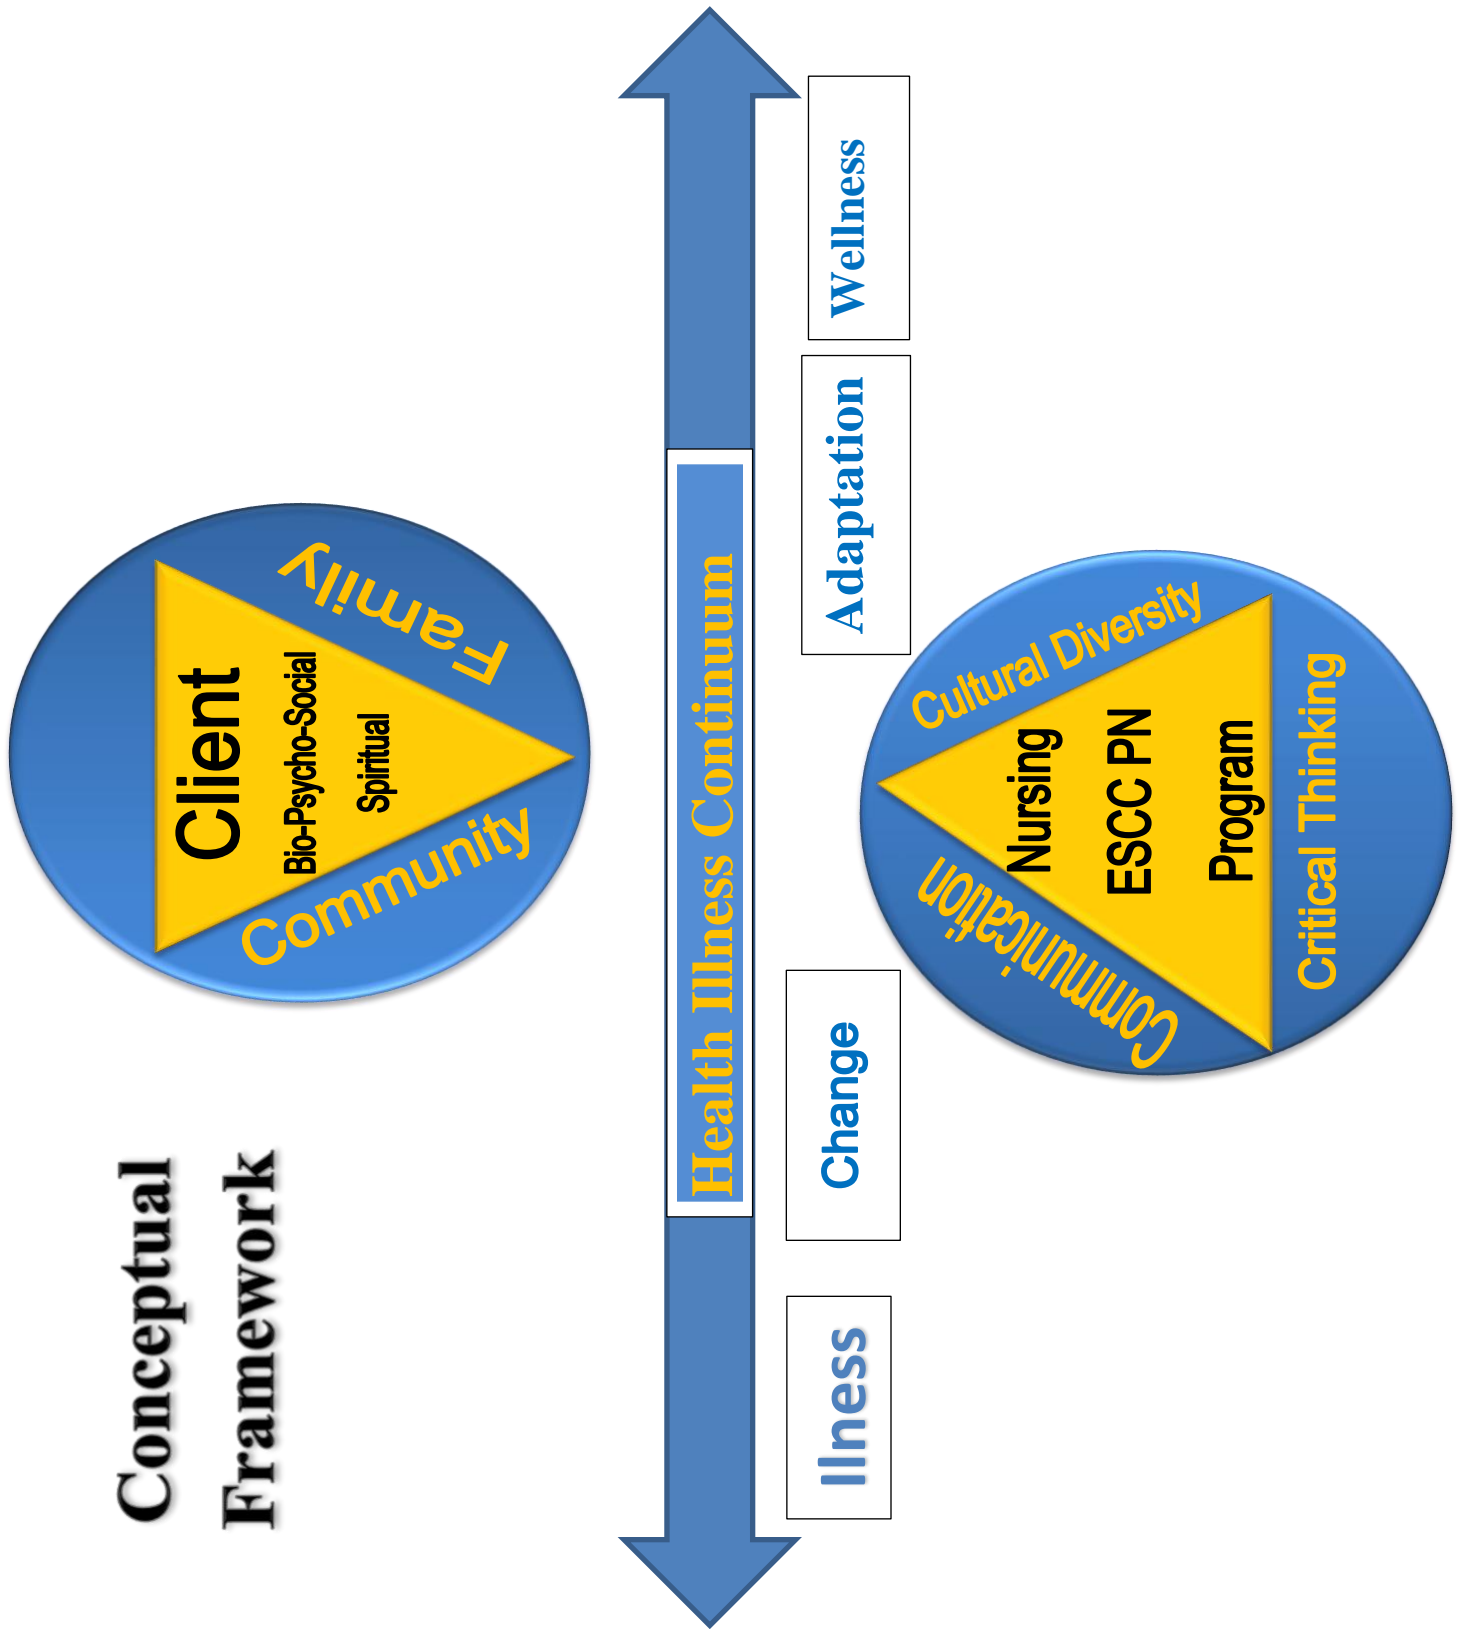 Conceptual
Framework
Client
Bio-Psycho-Social
Spiritual
Community
Family
Health Illness Continuum
Ilness
Change
Adaptation
Wellness
Communication
Cultural Diversity
Nursing
ESCC PN
Program
Critical Thinking